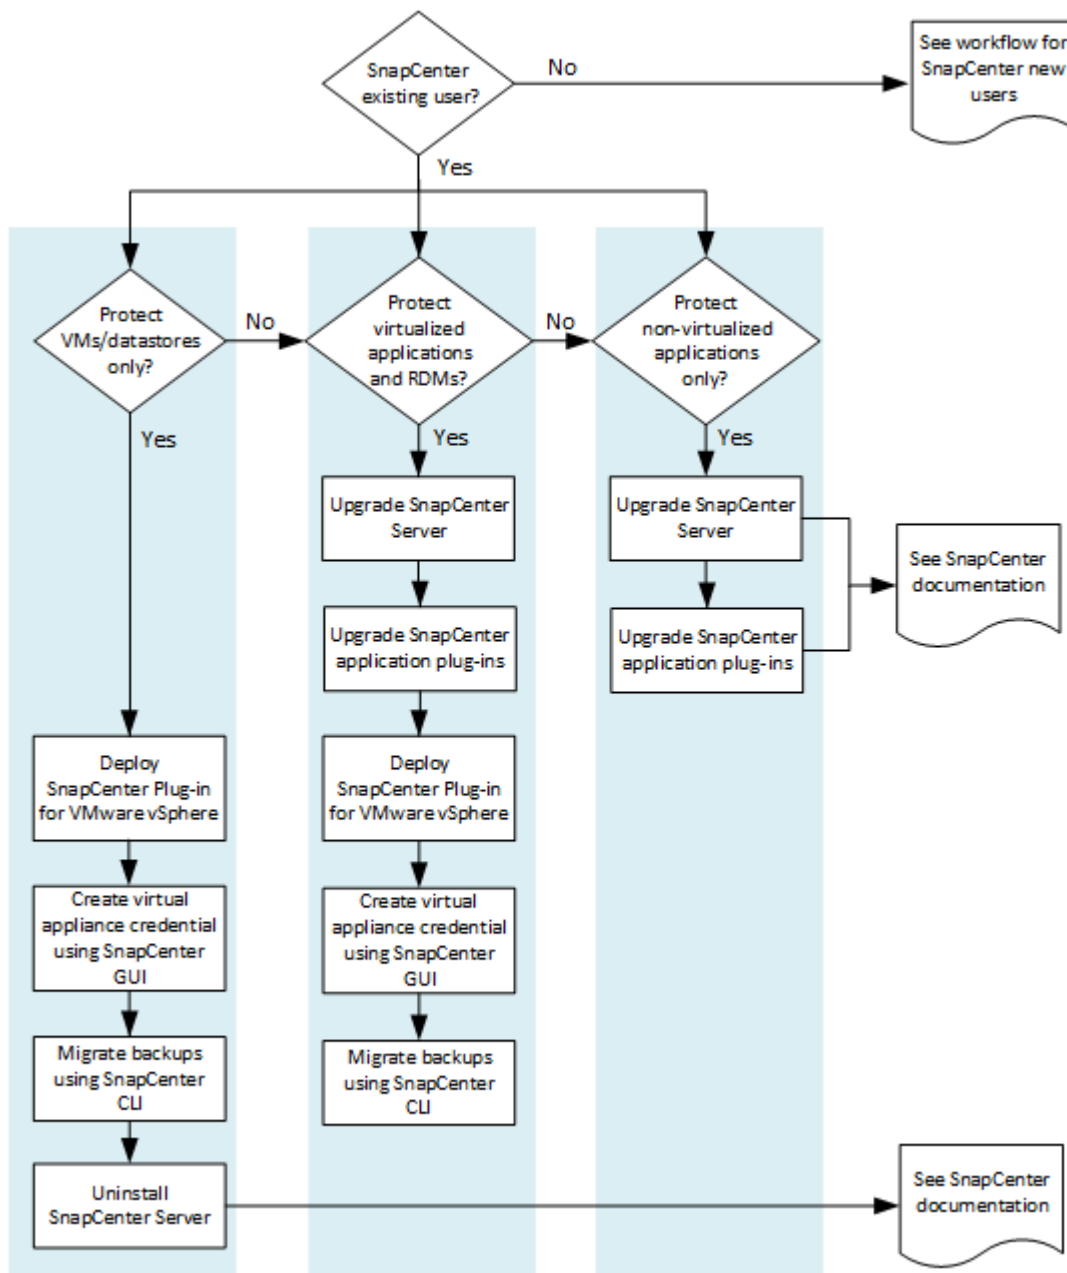 SnapCenter
existing user?
No
See workflow for
SnapCenter new
users
Yes
Protect
VMs/datastores
only?
No
Protect
virtualized
applications
and RDMs?
No
Protect
non-virtualized
applications
only?
Yes
Yes
Yes
Upgrade SnapCenter
Server
Upgrade SnapCenter
Server
See SnapCenter
documentation
Upgrade SnapCenter
application plug-ins
Upgrade SnapCenter
application plug-ins
Deploy
SnapCenter Plug-in
for VMware vSphere
Deploy
SnapCenter Plug-in
for VMware vSphere
Create virtual
appliance credential
using SnapCenter
GUI
Create virtual
appliance credential
using SnapCenter
GUI
Migrate backups
using SnapCenter
CLI
Migrate backups
using SnapCenter
CLI
Uninstall
SnapCenter Server
See SnapCenter
documentation